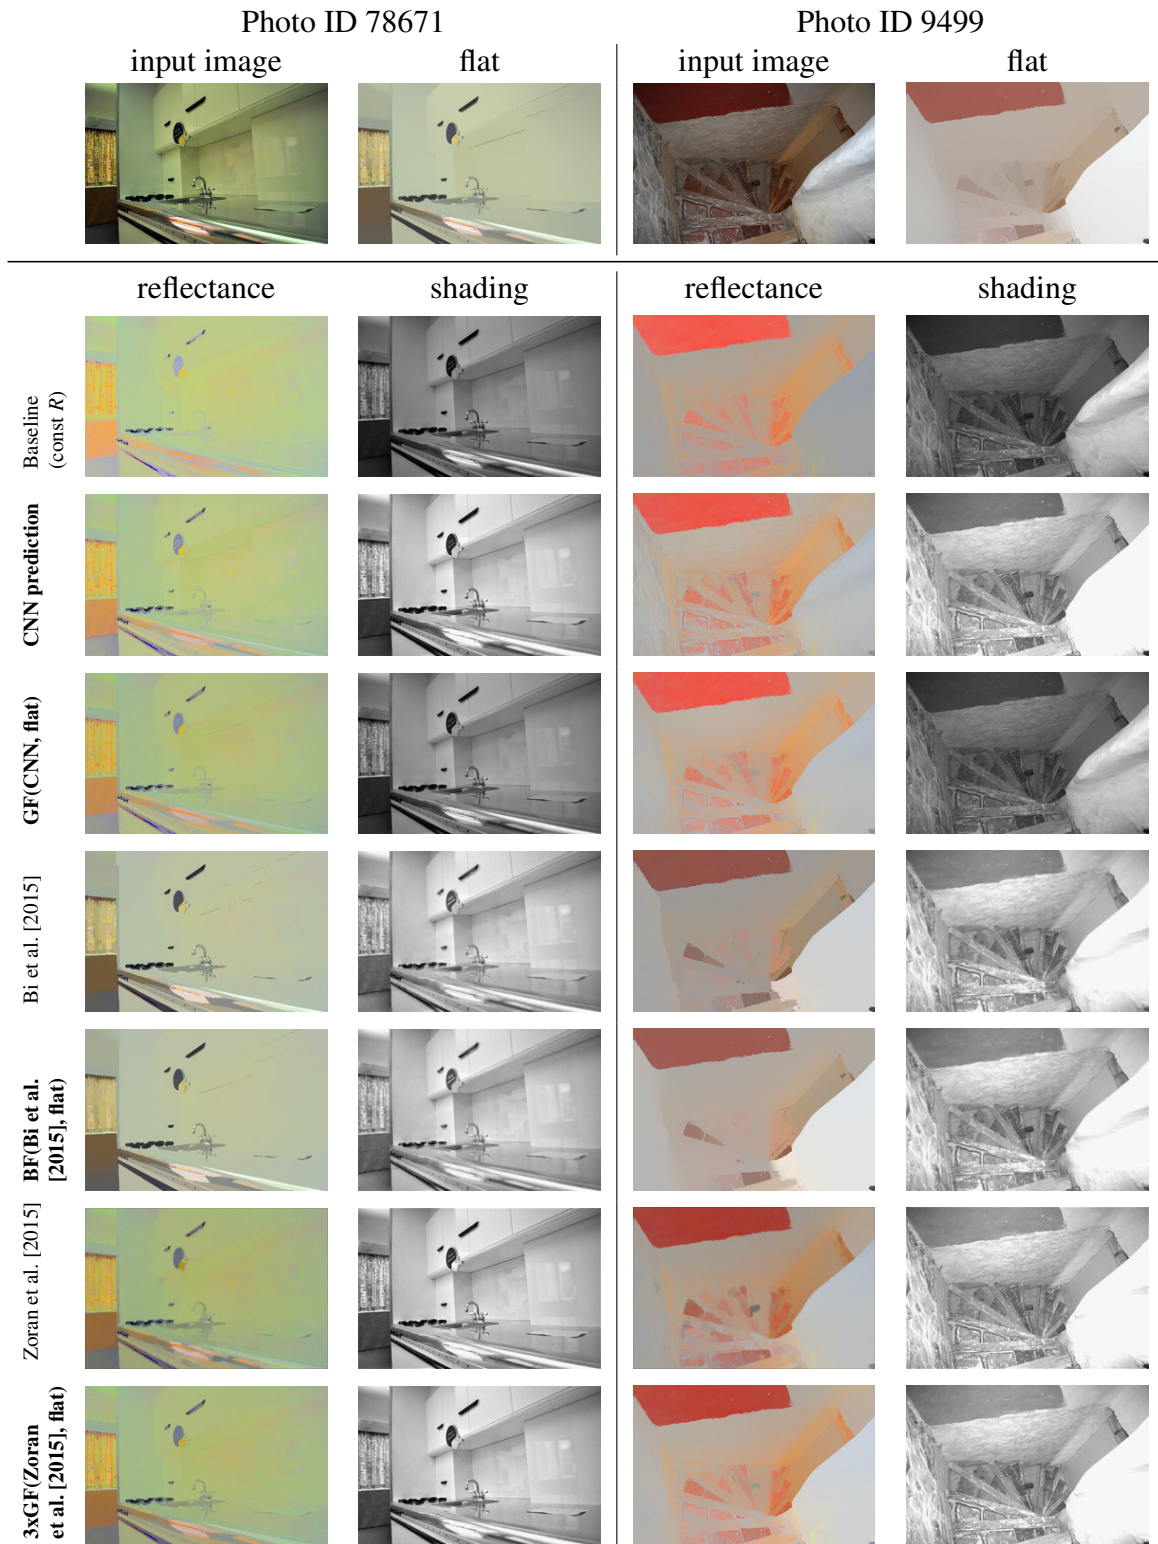 Photo ID 78671
Photo ID 9499
input image
flat
input image
flat
reflectance
shading
reflectance
shading
Baseline
(const R)
CNN prediction
GF(CNN, flat)
Bi et al. [2015]
BF(Bi et al.
[2015], flat)
Zoran et al. [2015]
3xGF(Zoran
et al. [2015], flat)